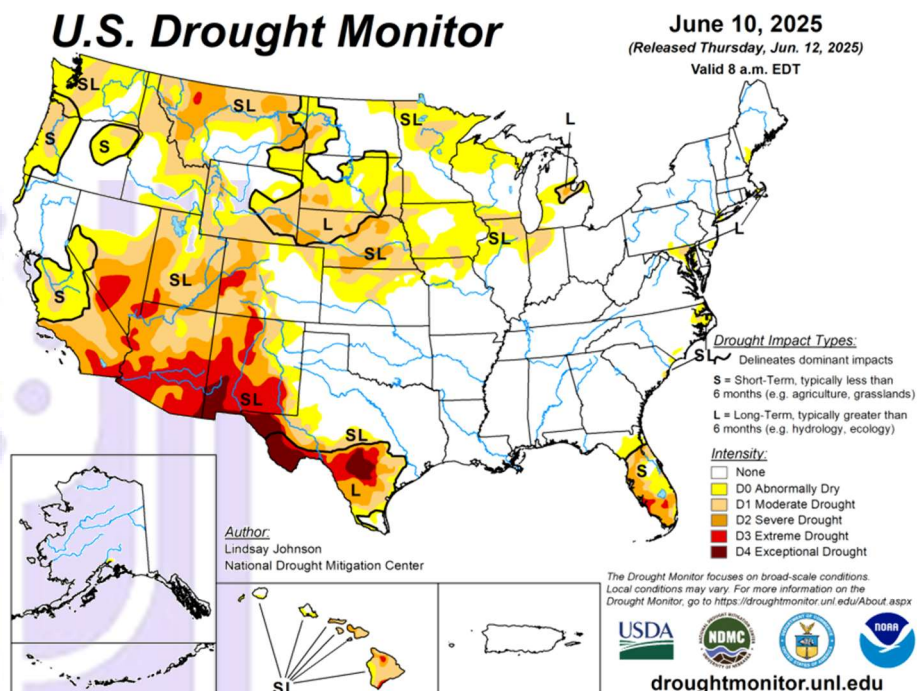 U.S. Drought Monitor
June 10, 2025
(Released Thursday, Jun. 12, 2025)
Valid 8 a.m. EDT
SL
SL
SL
L
S
S
L
L
SL
SL
SL
S
SL
SL
SL
L
S
Drought Impact Types:
Delineates dominant impacts
S = Short-Term, typically less than
6 months (e.g. agriculture, grasslands)
L = Long-Term, typically greater than
6 months (e.g. hydrology, ecology)
Intensity:
None
D0 Abnormally Dry
D1 Moderate Drought
D2 Severe Drought
D3 Extreme Drought
D4 Exceptional Drought
Author:
Lindsay Johnson
National Drought Mitigation Center
The Drought Monitor focuses on broad-scale conditions.
Local conditions may vary. For more information on the
Drought Monitor, go to https://droughtmonitor.unl.edu/About.aspx
SL
USDA
NDMC
NOAA
droughtmonitor.unl.edu